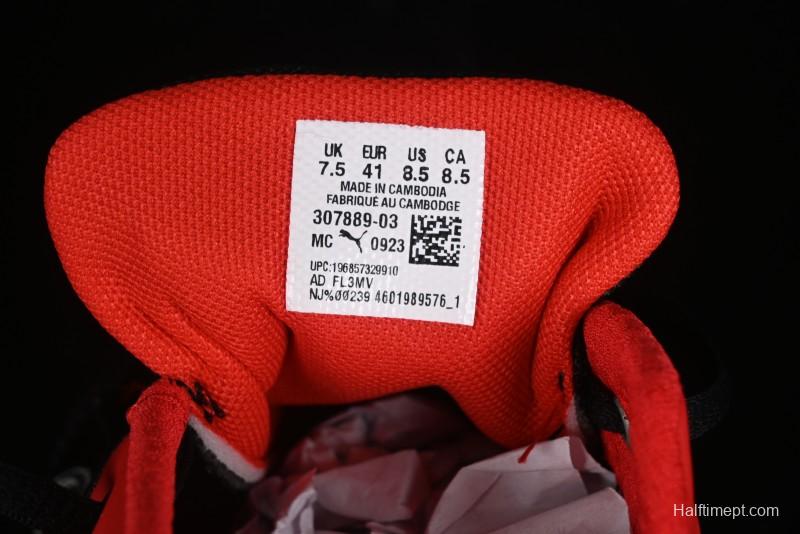 UK EUR US CA
7.5 41 8.5 8.5
MADE IN CAMBODIA
FABRIQUÉ AU CAMBODGE
307889-03
MC 0923
UPC:196857329910
AD FL3MV
NJ%00239 4601989576_1
Halftimept.com